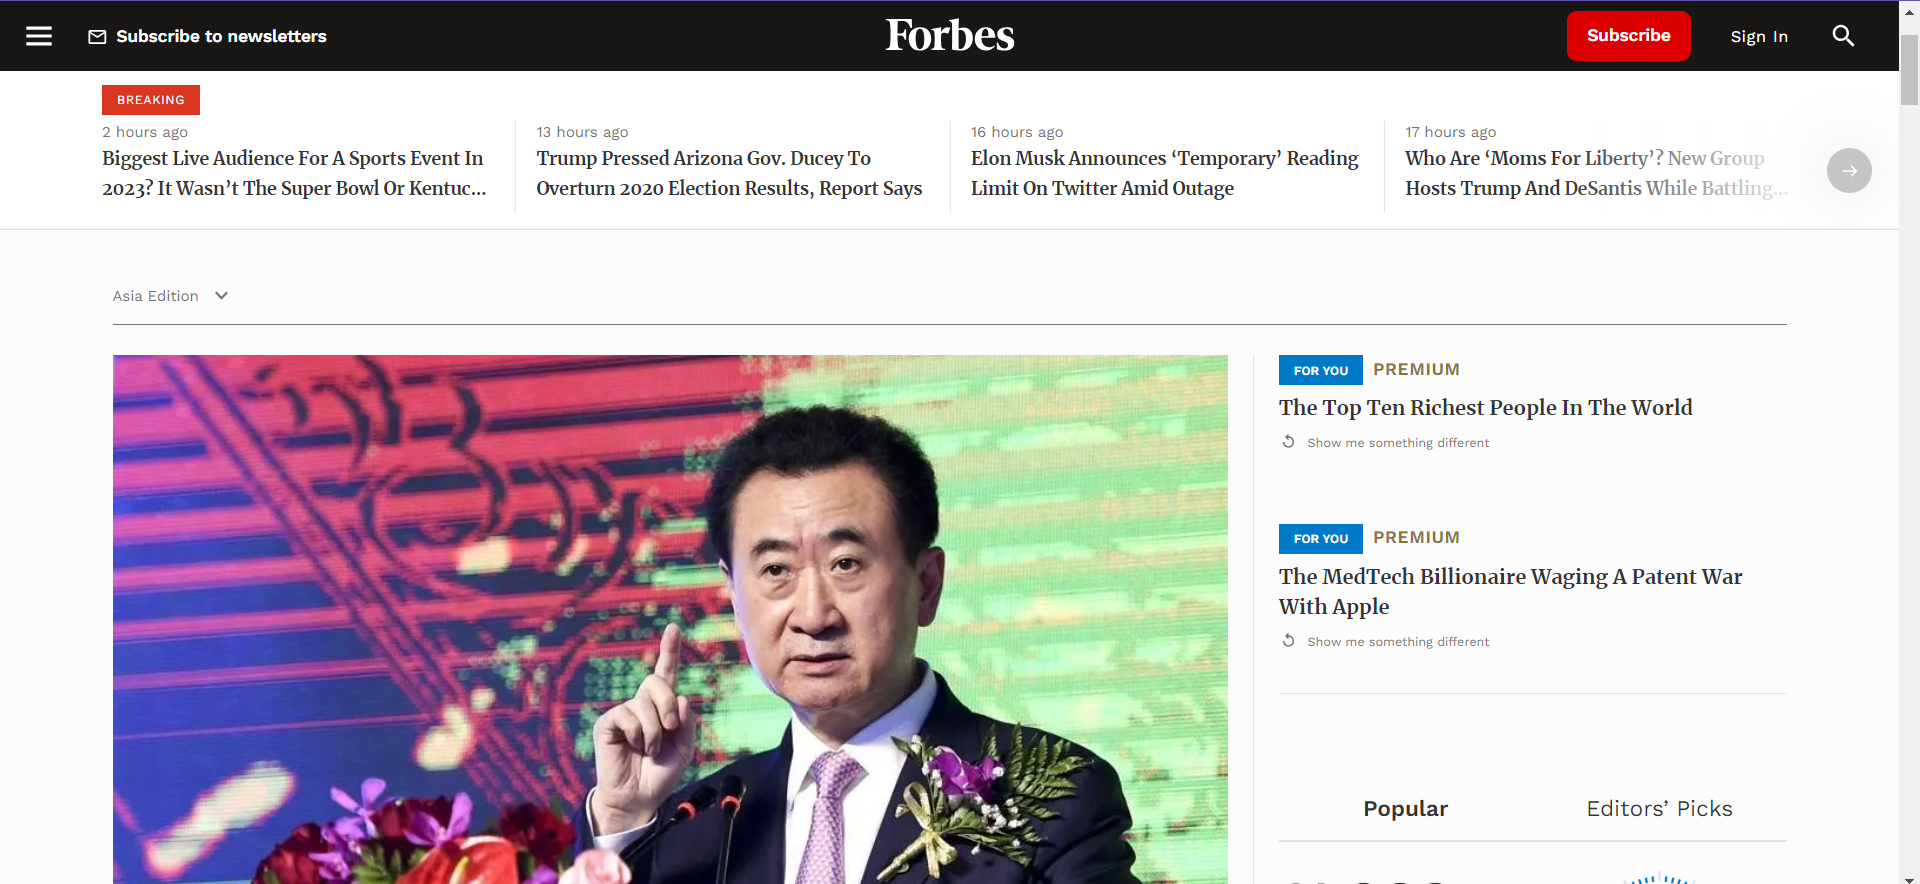 Subscribe to newsletters
Forbes
Subscribe
Sign In
BREAKING
2 hours ago
Biggest Live Audience For A Sports Event In
2023? It Wasn’t The Super Bowl Or Kentuc...
13 hours ago
Trump Pressed Arizona Gov. Ducey To
Overturn 2020 Election Results, Report Says
16 hours ago
Elon Musk Announces ‘Temporary’ Reading
Limit On Twitter Amid Outage
17 hours ago
Who Are ‘Moms For Liberty’? New Group
Hosts Trump And DeSantis While Battling...
Asia Edition
FOR YOU PREMIUM
The Top Ten Richest People In The World
Show me something different
FOR YOU PREMIUM
The MedTech Billionaire Waging A Patent War
With Apple
Show me something different
Popular
Editors’ Picks